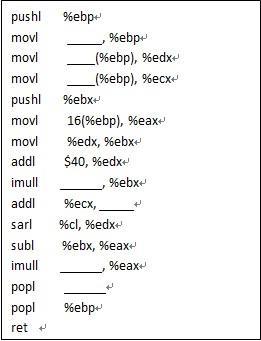 pushl %ebp↵
movl _____, %ebp↵
movl ____(%ebp), %edx↵
movl ____(%ebp), %ecx↵
pushl %ebx↵
movl 16(%ebp), %eax↵
movl %edx, %ebx↵
addl $40, %edx↵
imull ______, %ebx↵
addl %ecx, _____↵
sarl %cl, %edx↵
subl %ebx, %eax↵
imull ______, %eax↵
popl ______↵
popl %ebp↵
ret ↵